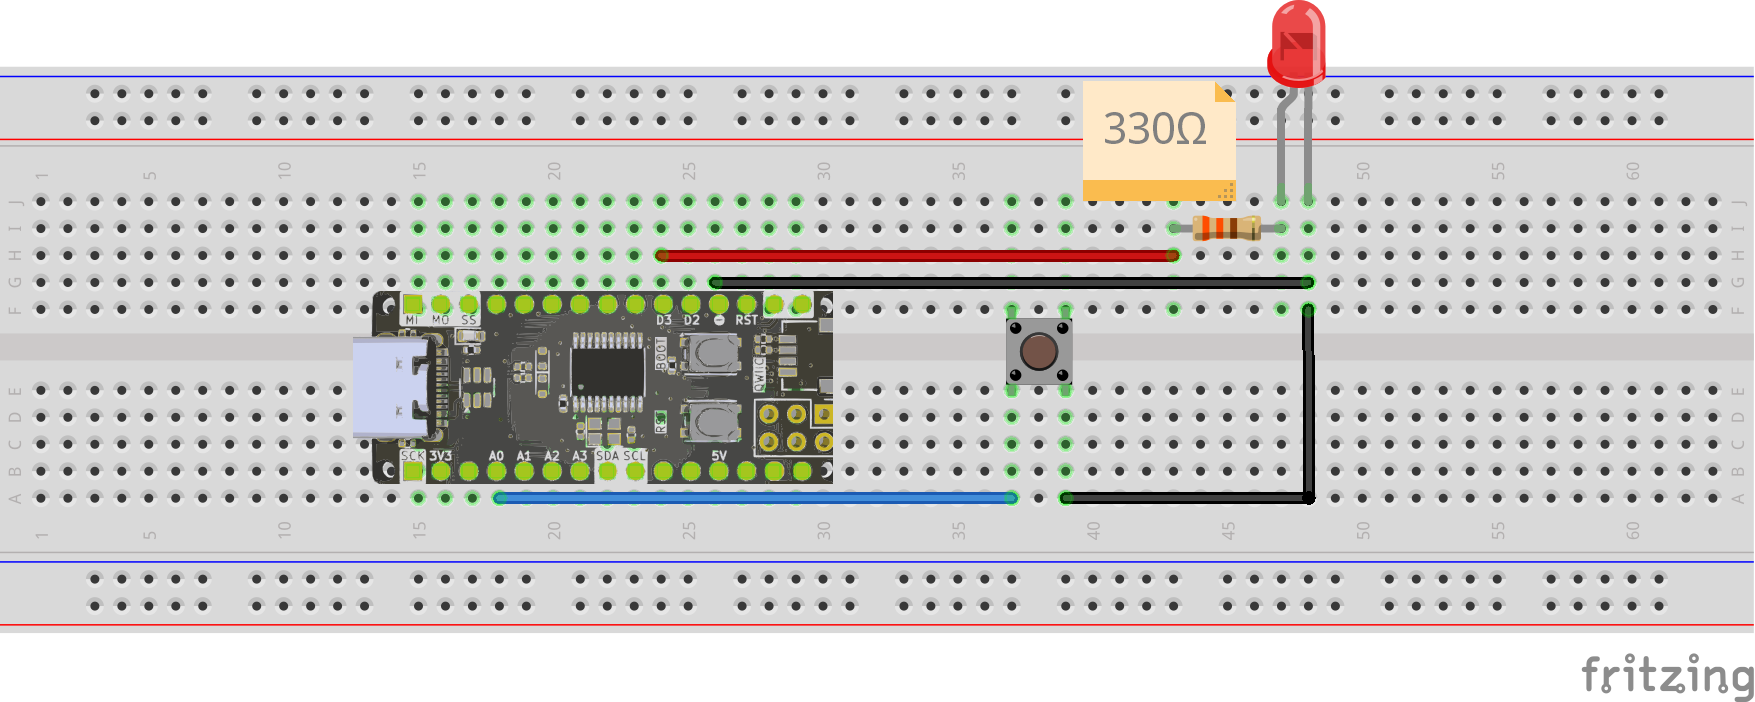 330Ω
1 5 10 15 20 25 30 35 40 45 50 55 60
J J
I I
H H
G G
F F
MI MO SS D3 D2 RST
BOOT
QWIIC
E E
D D
C C
B B
A A
RST
SCK 3V3 A0 A1 A2 A3 SDA SCL 5V
1 5 10 15 20 25 30 35 40 45 50 55 60
fritzing